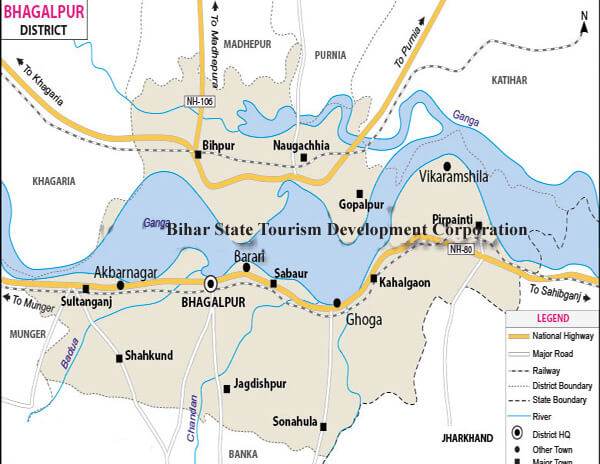 BHAGALPUR
DISTRICT
To Madhepura
MADHEPUR
PURNIA
To Purnia
N
To Khagaria
NH-106
KATIHAR
Ganga
Bihpur
Naugachhia
Vikaramshila
KHAGARIA
Gopalpur
Ganga
Pirpainti
Bihar State Tourism Development Corporation
NH-80
Barari
Akbarnagar
Sabaur
Kahalgaon
To Munger
Sultanganj
BHAGALPUR
To Sahibganj
Ghoga
MUNGER
Badua
Shahkund
Jagdishpur
Chandan
Sonahula
BANKA
JHARKHAND
LEGEND
National Highway
Major Road
Railway
District Boundary
State Boundary
River
District HQ
Other Town
Major Town